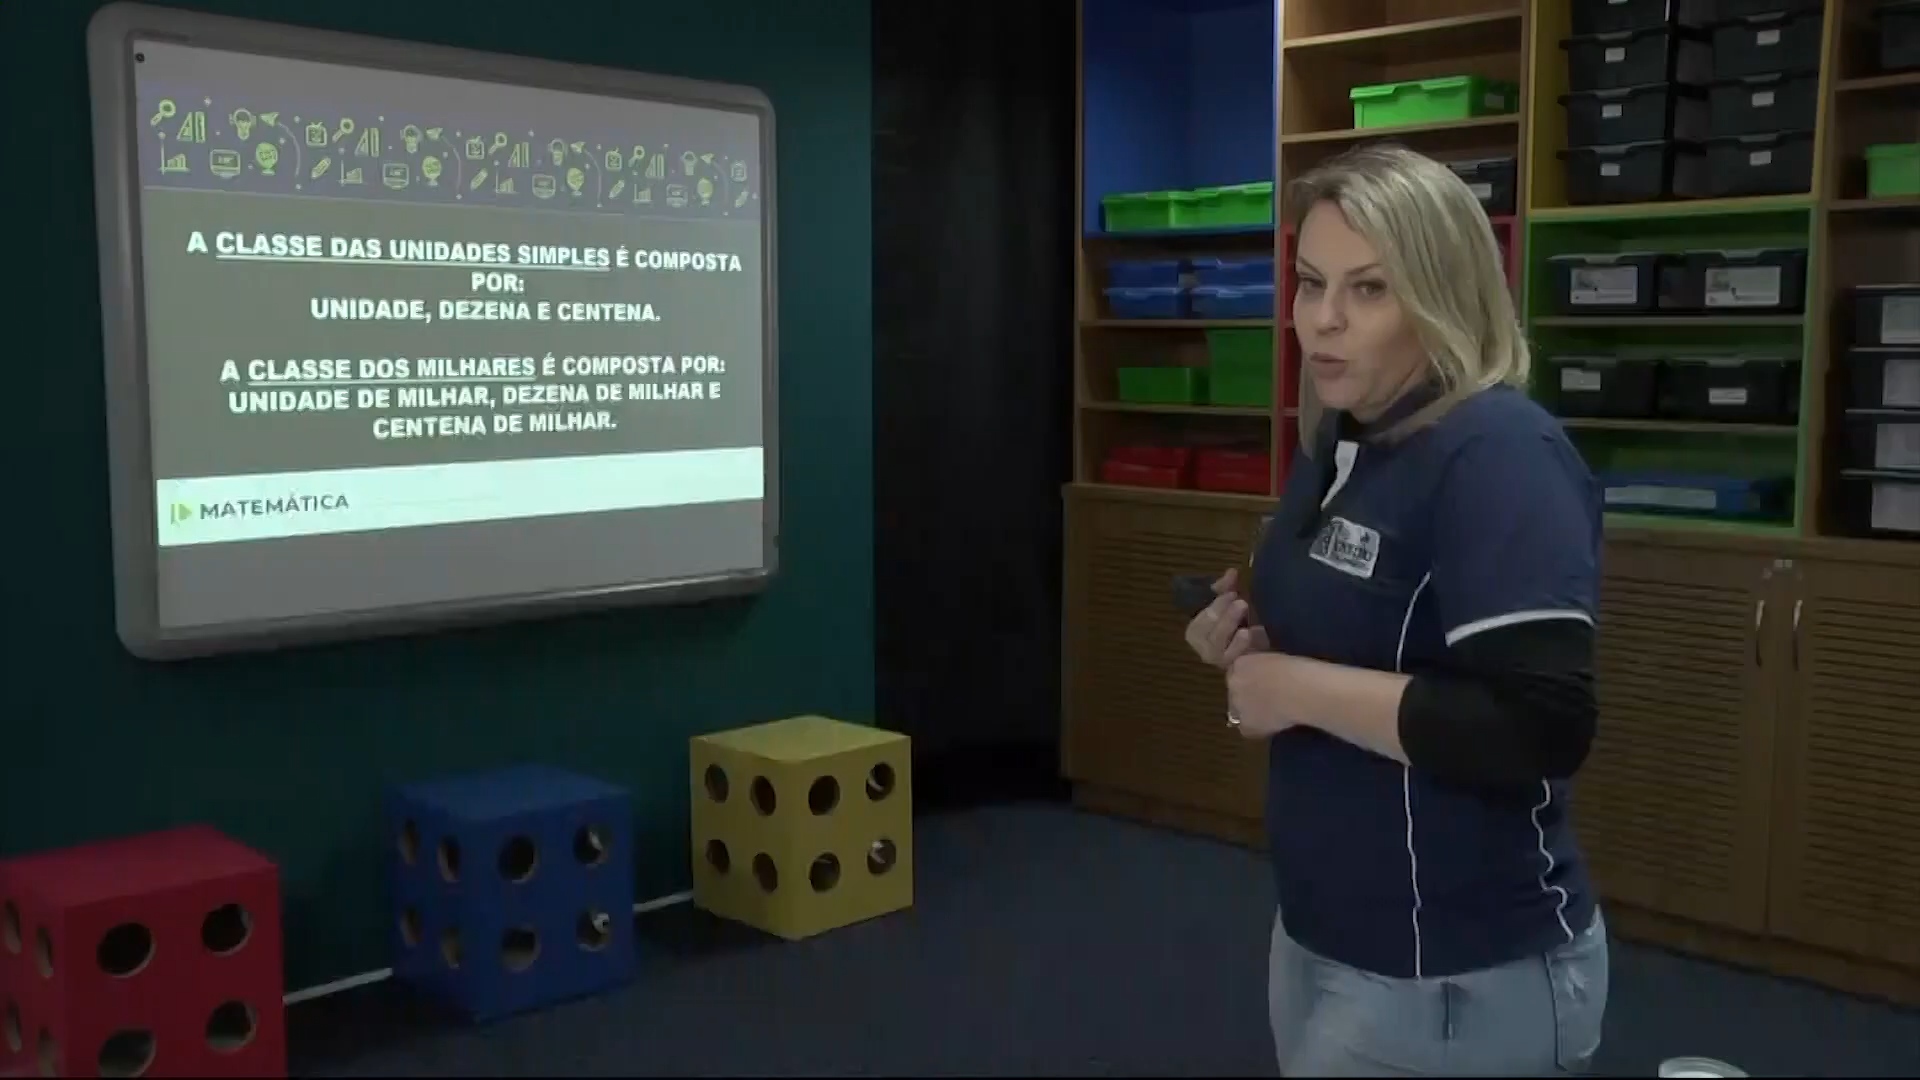 A CLASSE DAS UNIDADES SIMPLES É COMPOSTA
POR:
UNIDADE, DEZENA E CENTENA.
A CLASSE DOS MILHARES É COMPOSTA POR:
UNIDADE DE MILHAR, DEZENA DE MILHAR E
CENTENA DE MILHAR.
MATEMÁTICA